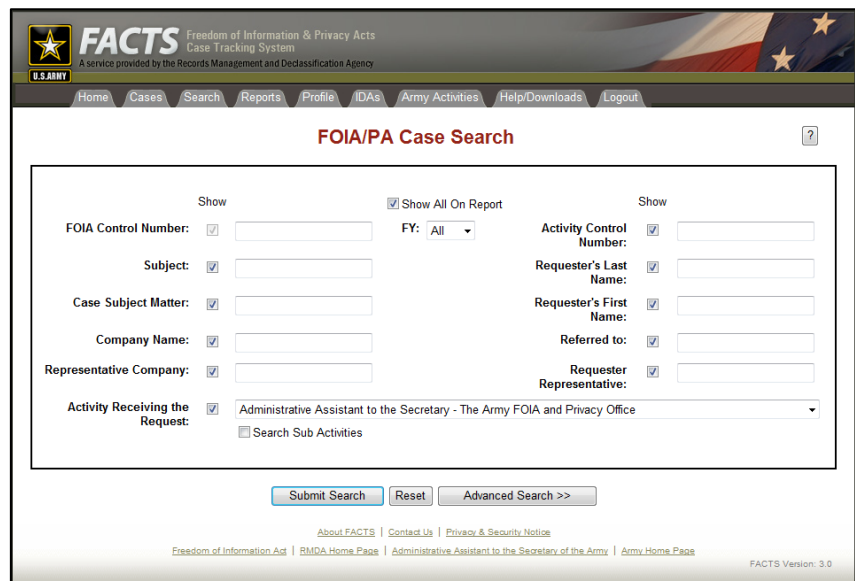 FACTS
Freedom of Information & Privacy Acts
Case Tracking System
A service provided by the Records Management and Declassification Agency
U.S.ARMY
Home Cases Search Reports Profile IDAs Army Activities Help/Downloads Logout
FOIA/PA Case Search ?
Show Show All On Report Show
FOIA Control Number: FY: All Activity Control
Number:
Subject: Requester's Last
Name:
Case Subject Matter: Requester's First
Name:
Company Name: Referred to:
Representative Company: Requester
Representative:
Activity Receiving the
Request: Administrative Assistant to the Secretary - The Army FOIA and Privacy Office
Search Sub Activities
Submit Search Reset Advanced Search >>
About FACTS | Contact Us | Privacy & Security Notice
Freedom of Information Act | RMDA Home Page | Administrative Assistant to the Secretary of the Army | Army Home Page
FACTS Version: 3.0